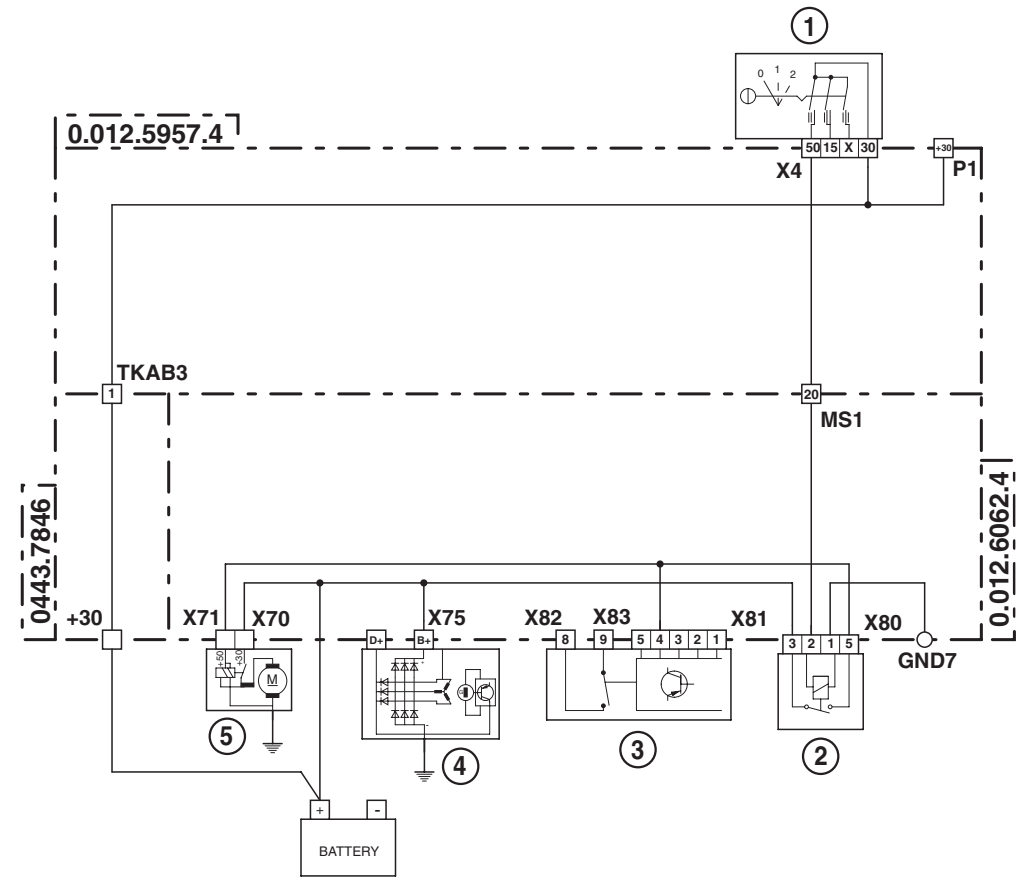 1
0 1 2
0.012.5957.4
50 15 X 30
+30
X4
P1
TKAB3
1
20
MS1
0443.7846
0.012.6062.4
+30
X71
X70
X75
X82
X83
X81
X80
D+
B+
8
9
5 4 3 2 1
3 2 1 5
GND7
+50
+30
M
G
5
4
3
2
+ -
BATTERY